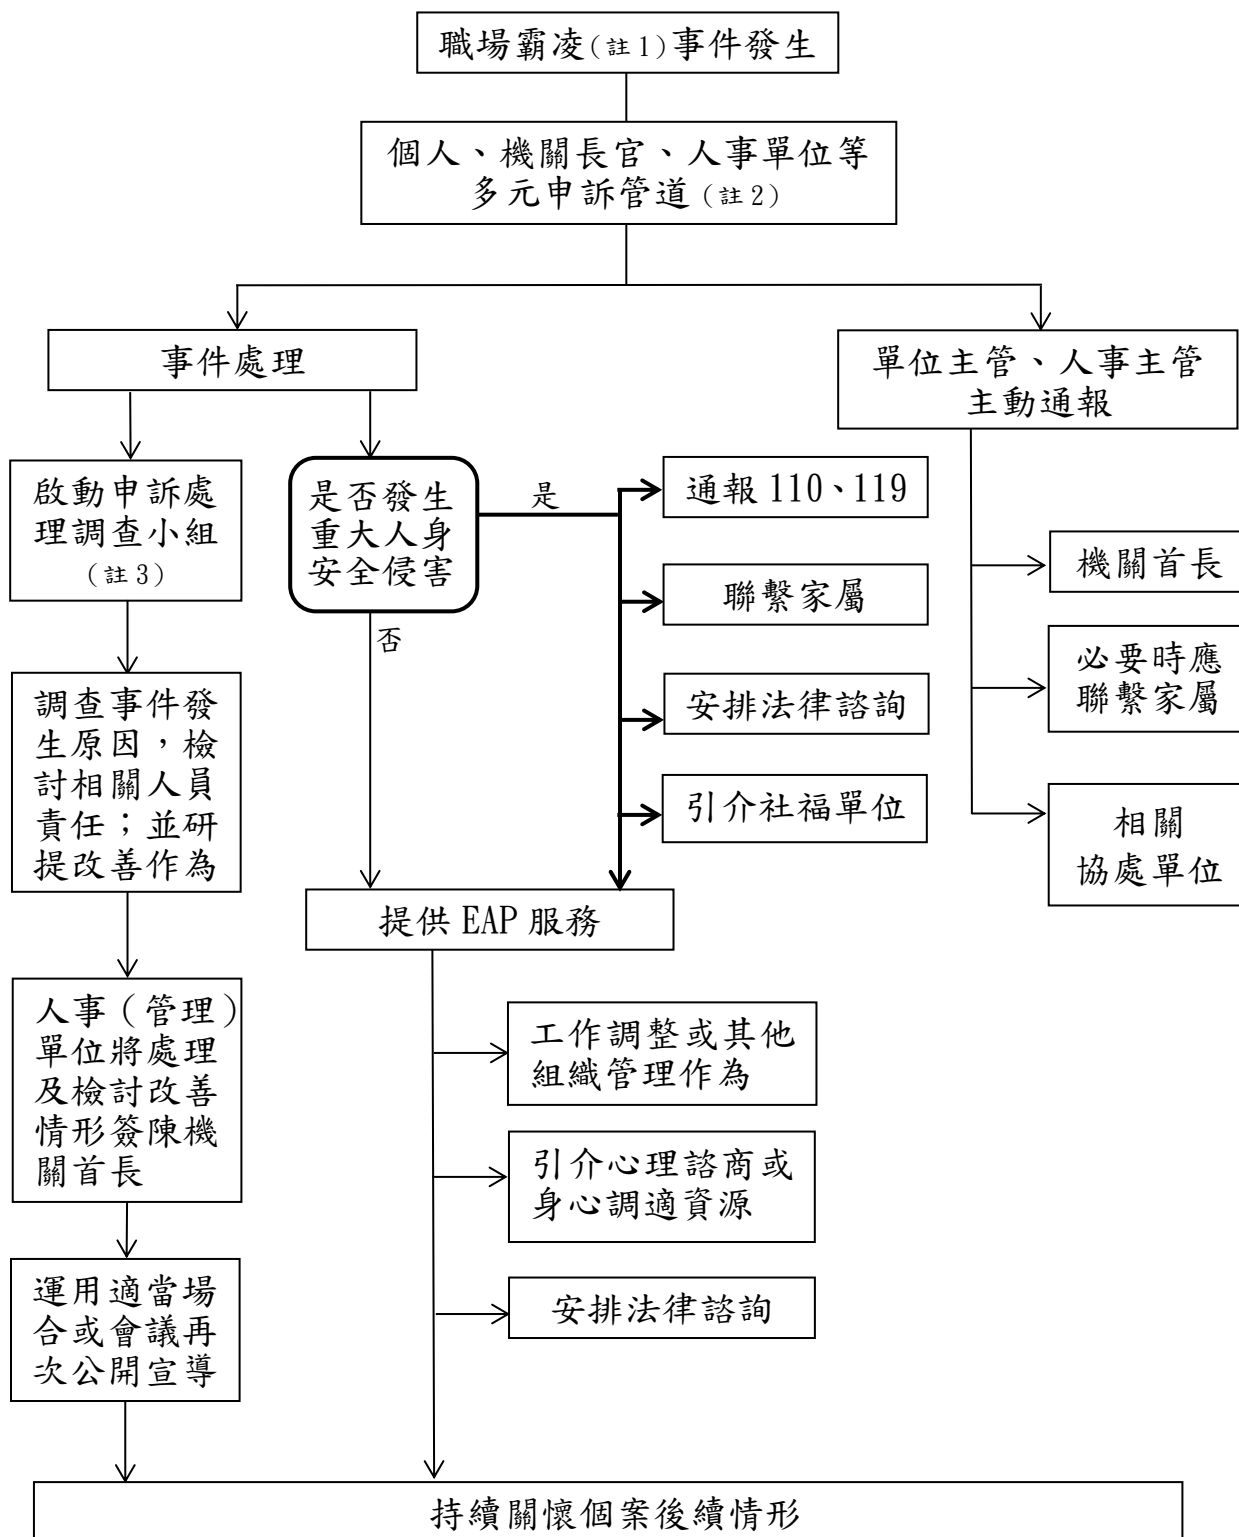 職場霸凌(註1)事件發生
個人、機關長官、人事單位等
多元申訴管道(註2)
事件處理
單位主管、人事主管
主動通報
啟動申訴處
理調查小組
(註3)
是否發生
重大人身
安全侵害
是
否
通報 110、119
聯繫家屬
安排法律諮詢
引介社福單位
機關首長
必要時應
聯繫家屬
相關
協處單位
調查事件發
生原因，檢
討相關人員
責任；並研
提改善作為
提供 EAP 服務
人事（管理）
單位將處理
及檢討改善
情形簽陳機
關首長
工作調整或其他
組織管理作為
引介心理諮商或
身心調適資源
安排法律諮詢
運用適當場
合或會議再
次公開宣導
持續關懷個案後續情形